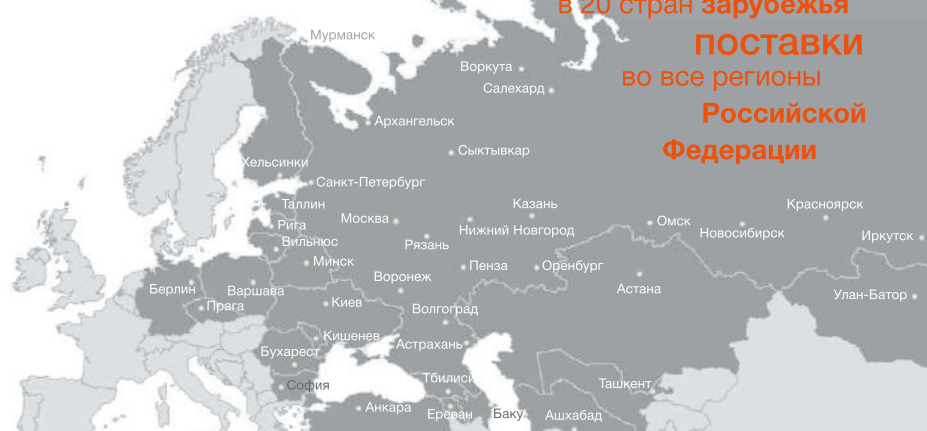 в 20 стран зарубежья
поставки
во все регионы
Российской
Федерации
Мурманск
Воркута
Салехард
Архангельск
Сыктывкар
Хельсинки
Санкт-Петербург
Таллин
Рига
Вильнюс
Минск
Москва
Рязань
Казань
Нижний Новгород
Омск
Новосибирск
Красноярск
Иркутск
Воронеж
Пенза
Оренбург
Астана
Улан-Батор
Берлин
Варшава
Прага
Киев
Волгоград
Кишенев
Астрахань
Бухарест
София
Тбилиси
Ташкент
Анкара
Ереван
Баку
Ашхабад